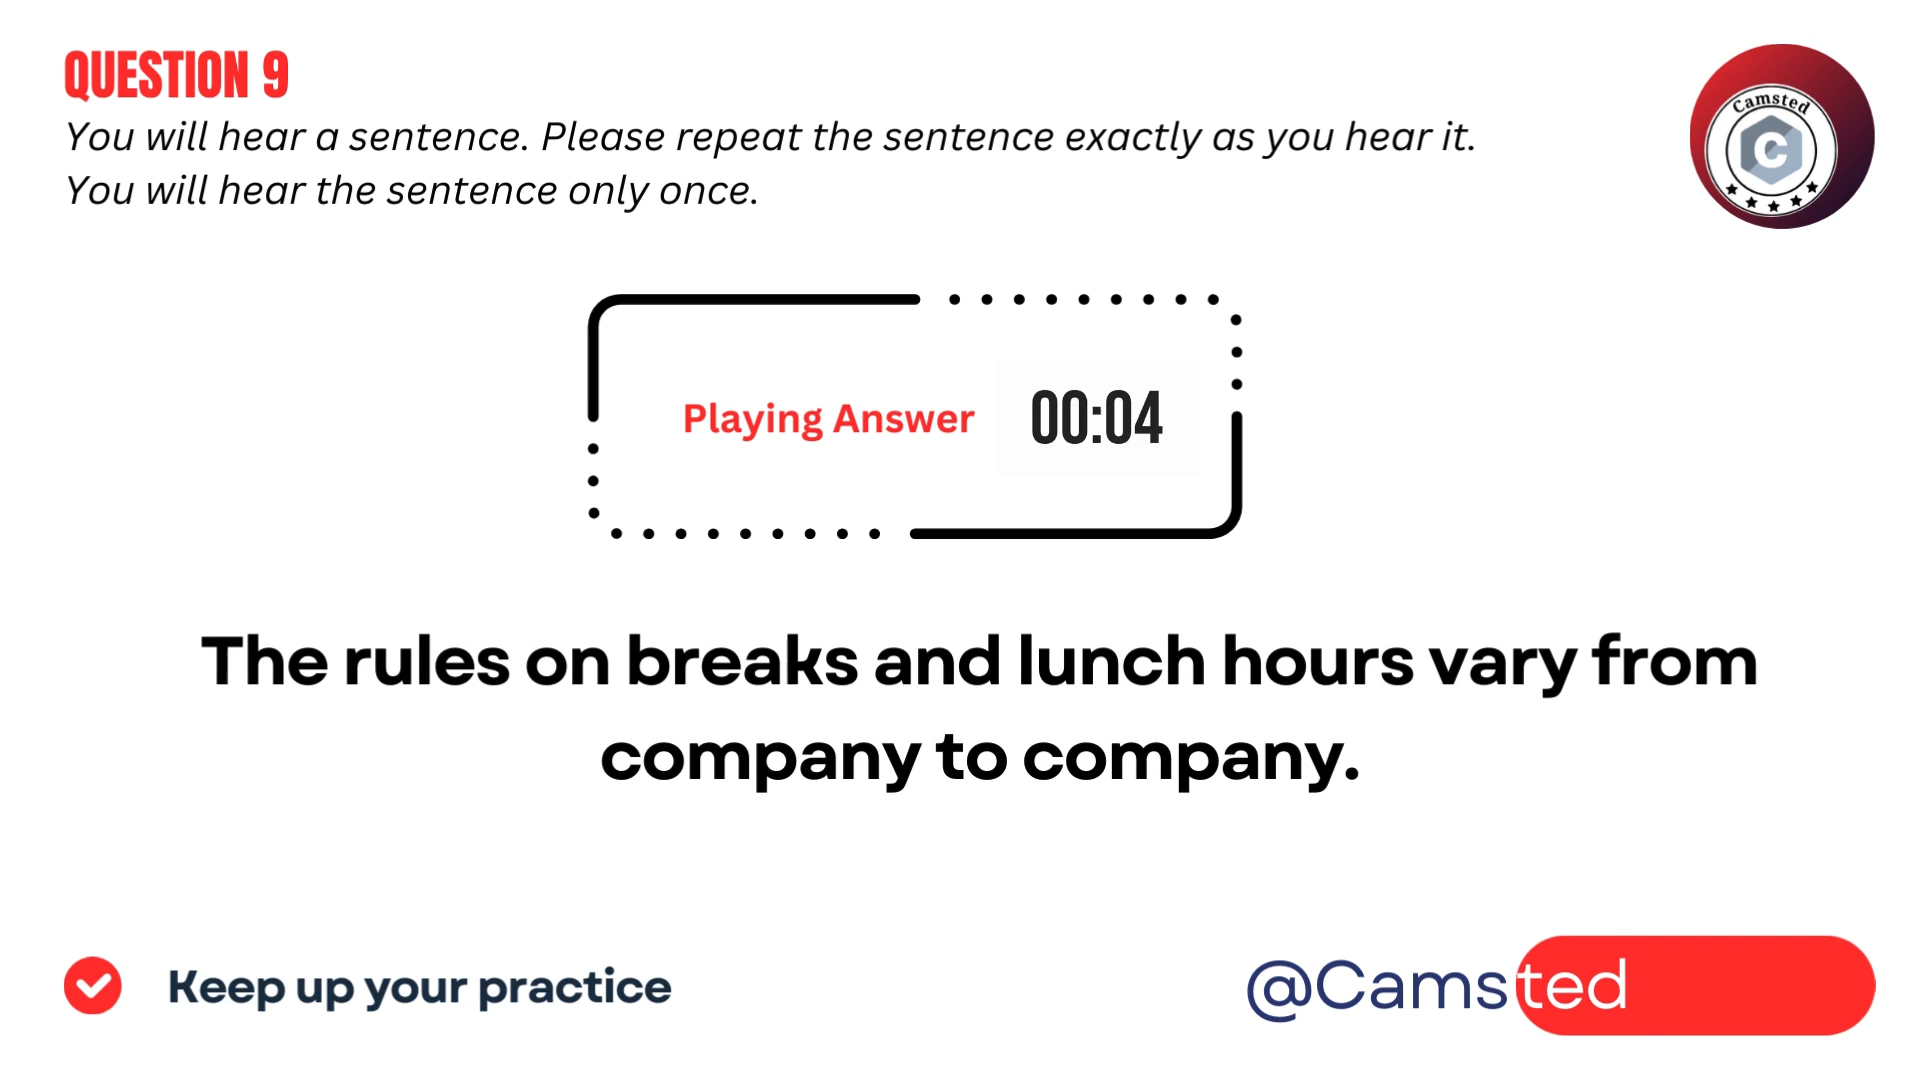 QUESTION 9
You will hear a sentence. Please repeat the sentence exactly as you hear it.
You will hear the sentence only once.
Camsted
C
Playing Answer 00:04
The rules on breaks and lunch hours vary from
company to company.
Keep up your practice
@Camsted